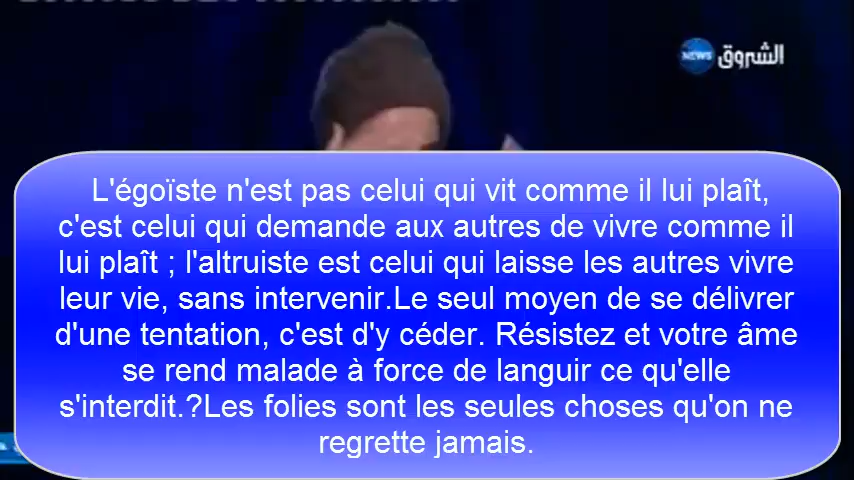 NEWS الشروق
L'égoïste n'est pas celui qui vit comme il lui plaît,
c'est celui qui demande aux autres de vivre comme il
lui plaît ; l'altruiste est celui qui laisse les autres vivre
leur vie, sans intervenir.Le seul moyen de se délivrer
d'une tentation, c'est d'y céder. Résistez et votre âme
se rend malade à force de languir ce qu'elle
s'interdit.?Les folies sont les seules choses qu'on ne
regrette jamais.